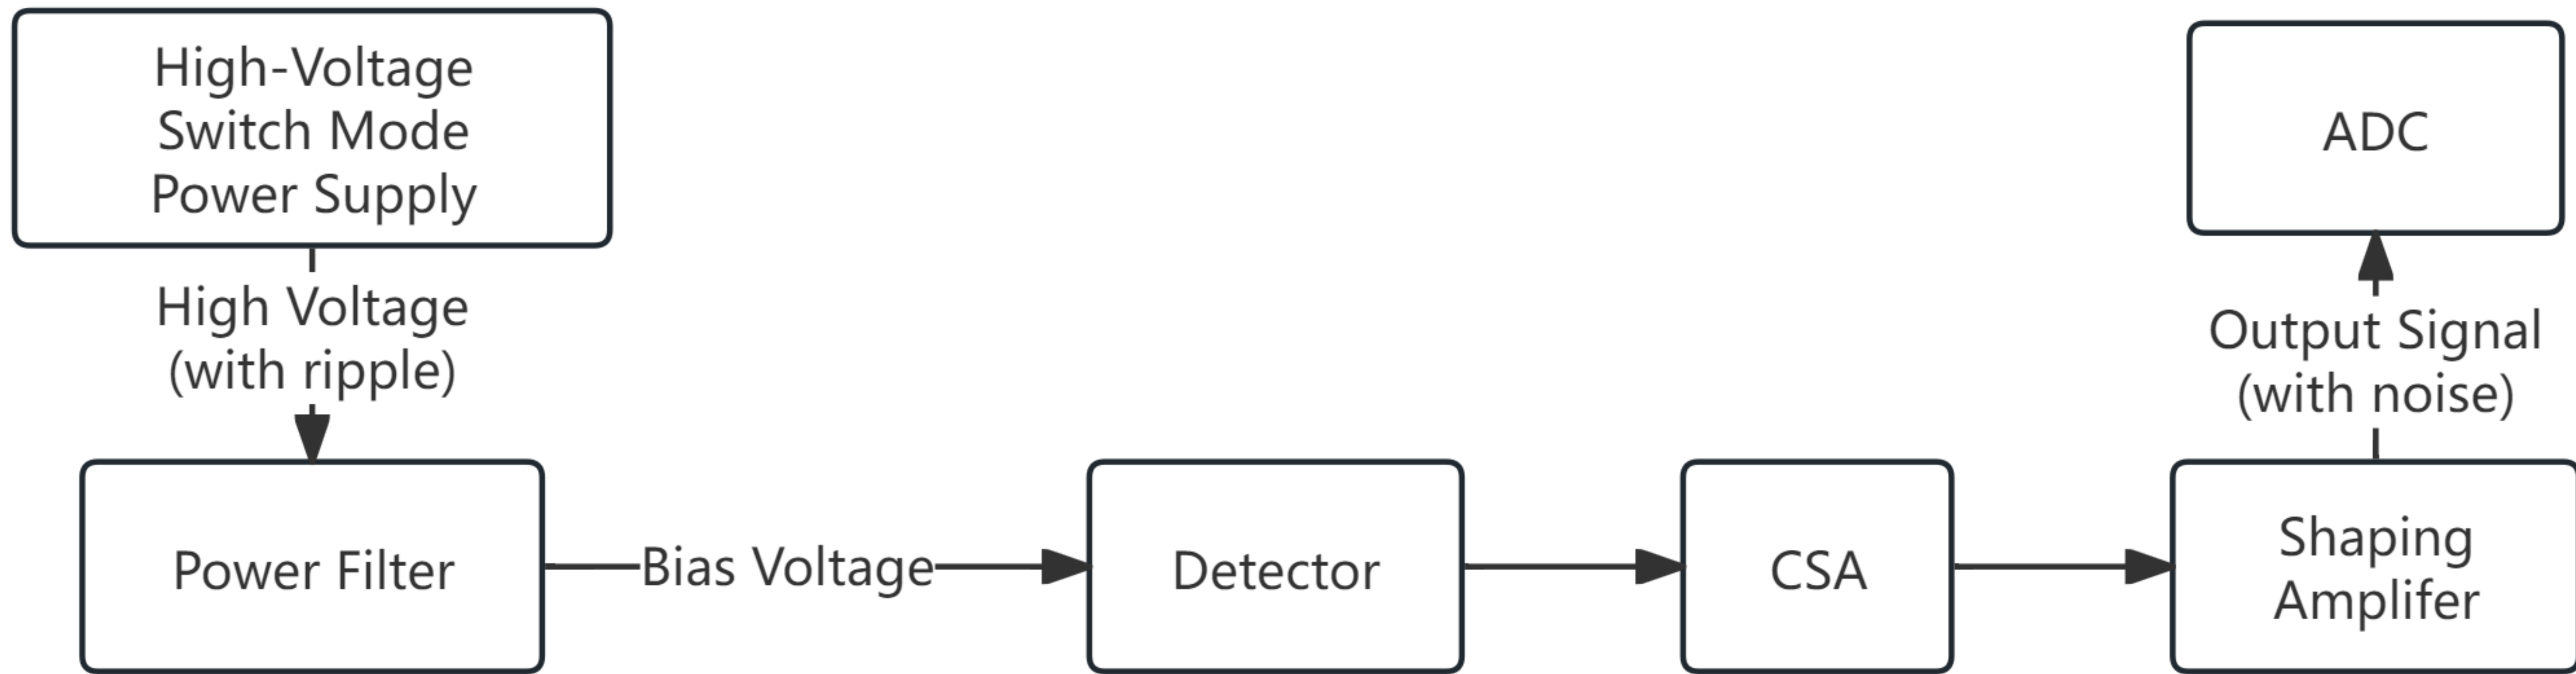 High-Voltage
Switch Mode
Power Supply
High Voltage
(with ripple)
Power Filter
Bias Voltage
Detector
CSA
Shaping
Amplifer
Output Signal
(with noise)
ADC